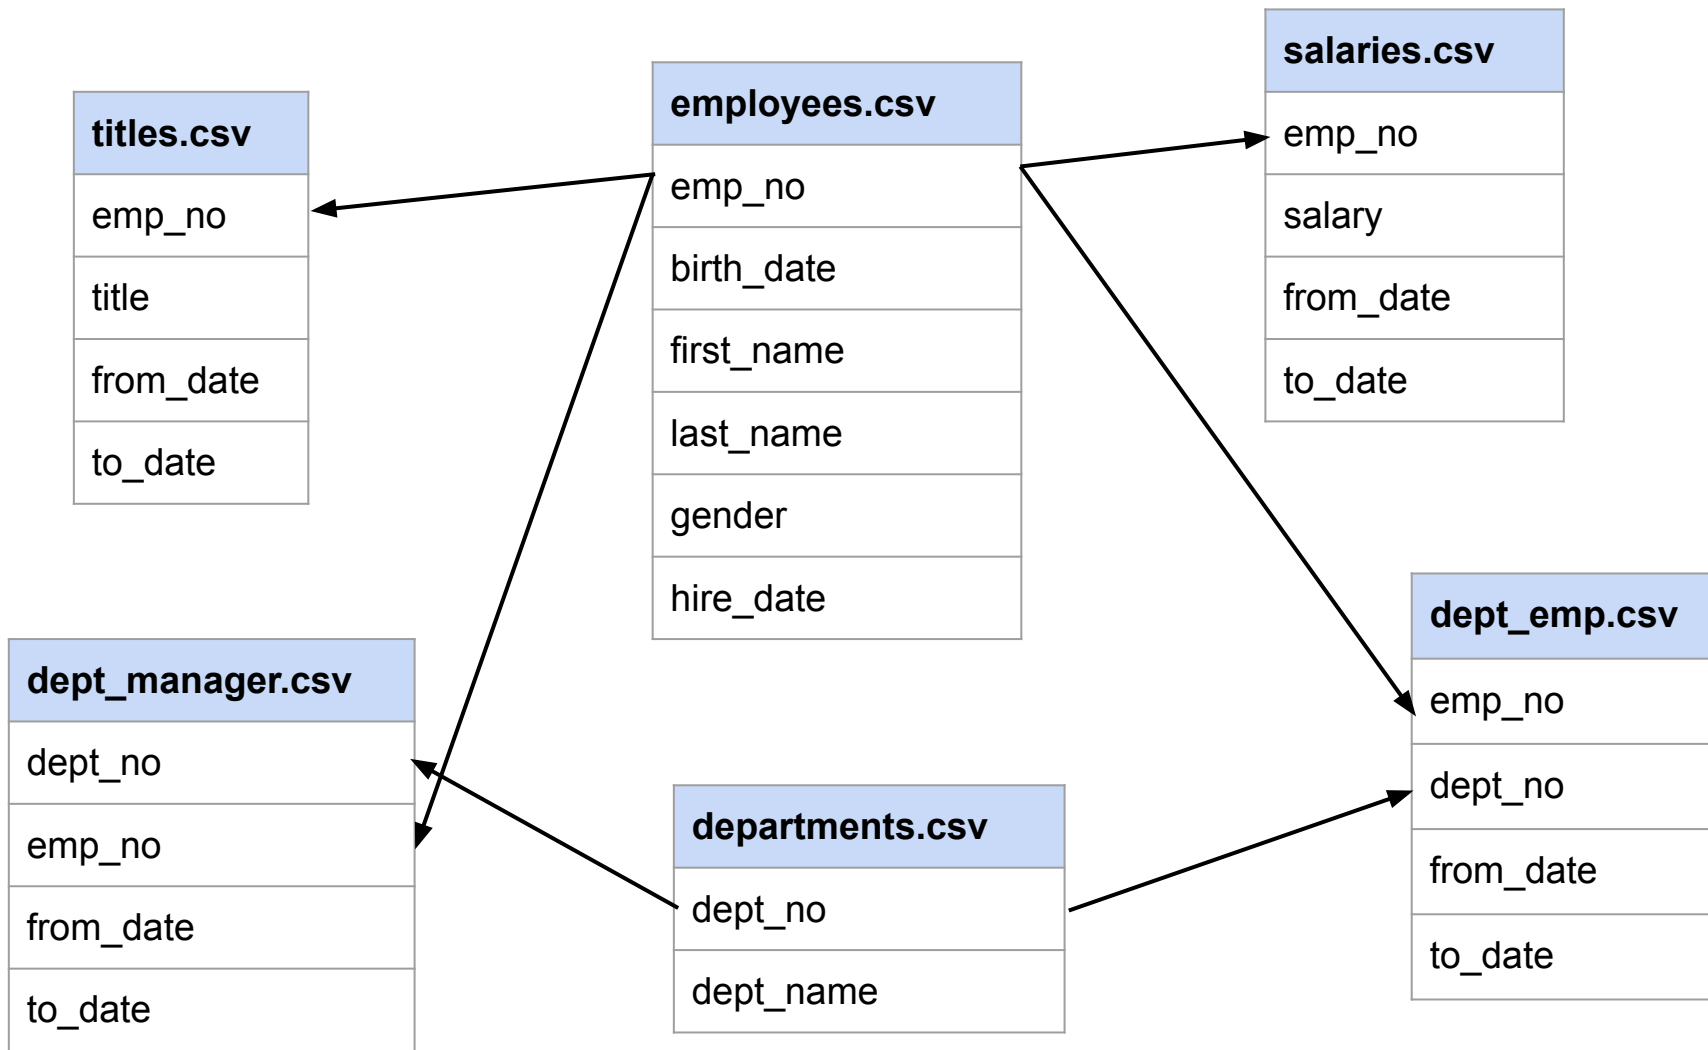 titles.csv
emp_no
title
from_date
to_date
employees.csv
emp_no
birth_date
first_name
last_name
gender
hire_date
salaries.csv
emp_no
salary
from_date
to_date
dept_manager.csv
dept_no
emp_no
from_date
to_date
departments.csv
dept_no
dept_name
dept_emp.csv
emp_no
dept_no
from_date
to_date